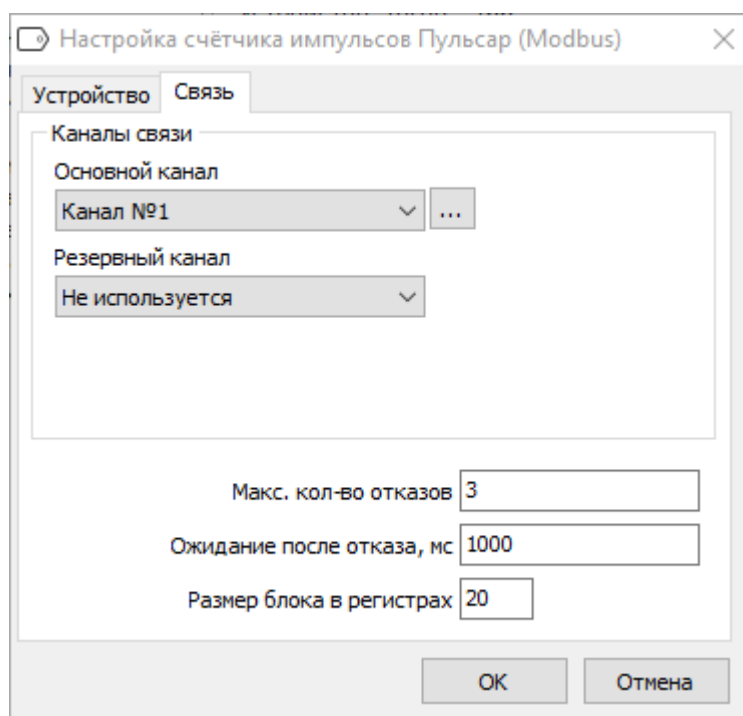 Настройка счётчика импульсов Пульсар (Modbus)
Устройство Связь
Каналы связи
Основной канал
Канал №1 ...
Резервный канал
Не используется
Макс. кол-во отказов 3
Ожидание после отказа, мс 1000
Размер блока в регистрах 20
ОК Отмена